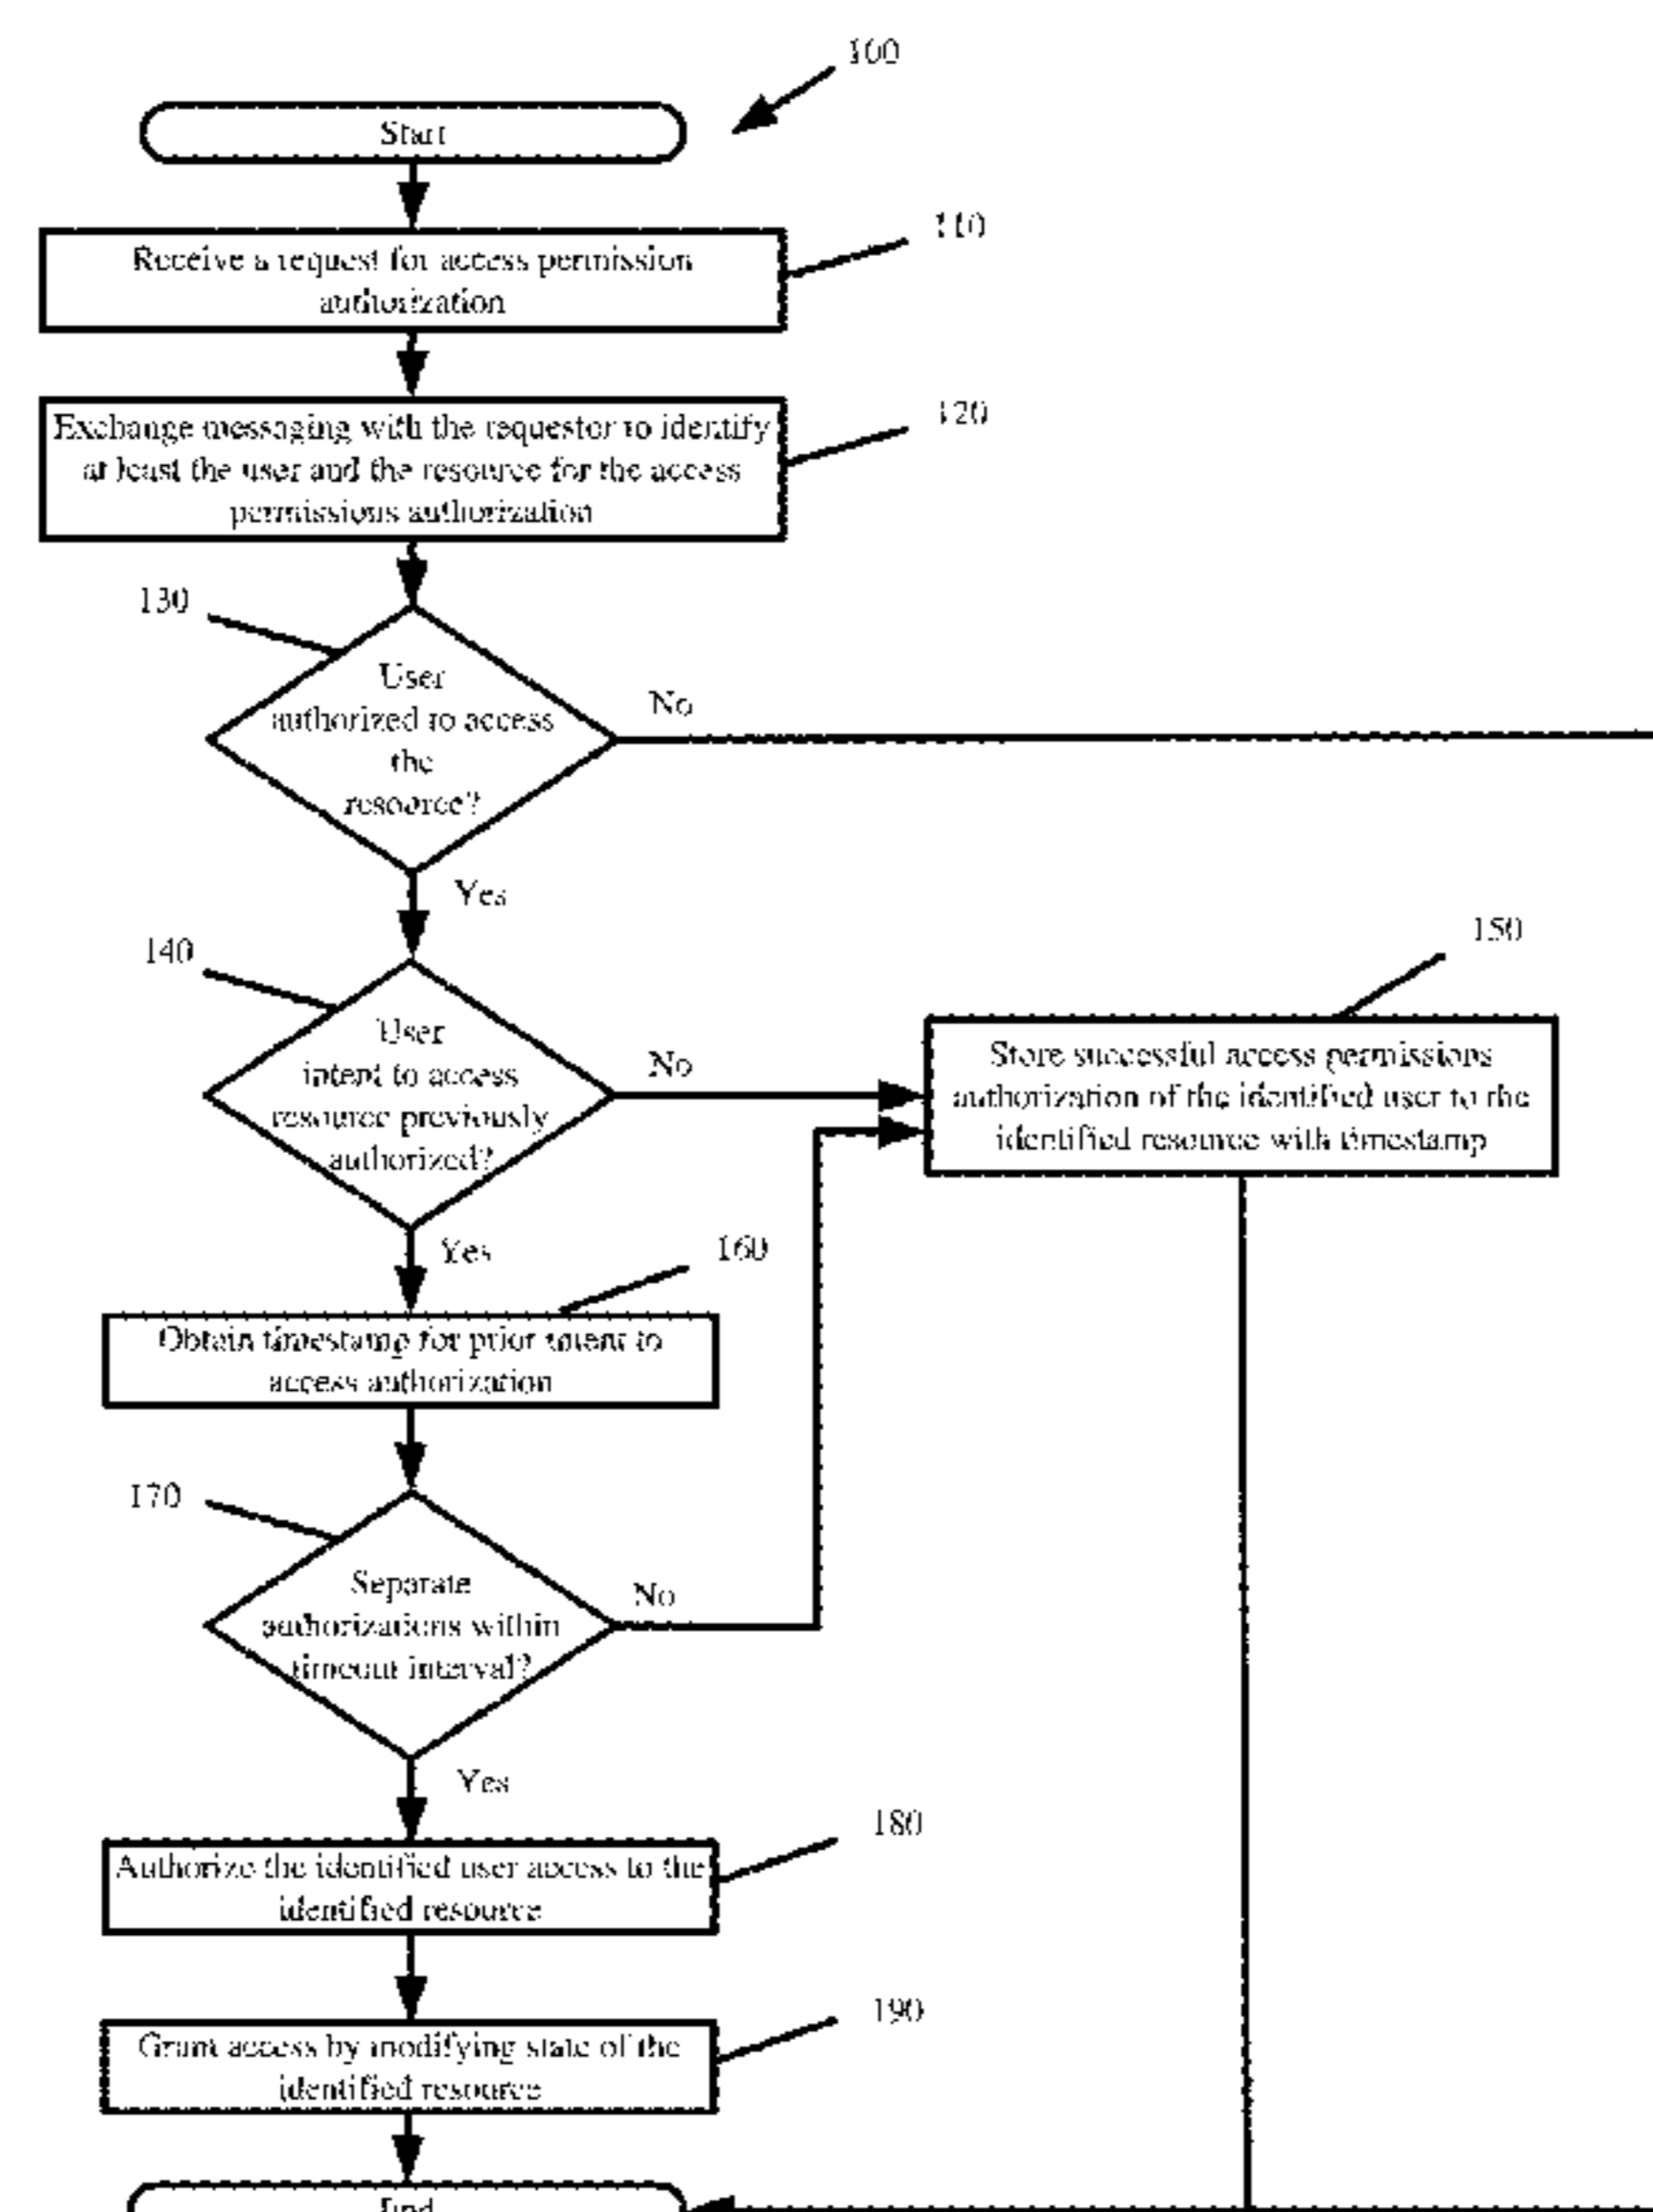 100
Start
110
Receive a request for access permission
authorization
120
Exchange messaging with the requestor to identify
at least the user and the resource for the access
permissions authorization
130
User
authorized to access
the
resource?
No
Yes
140
User
intent to access
resource previously
authorized?
No
150
Store successful access permissions
authorization of the identified user to the
identified resource with timestamp
Yes
160
Obtain timestamp for prior intent to
access authorization
170
Separate
authorizations within
timeout interval?
No
Yes
180
Authorize the identified user access to the
identified resource
190
Grant access by modifying state of the
identified resource
End